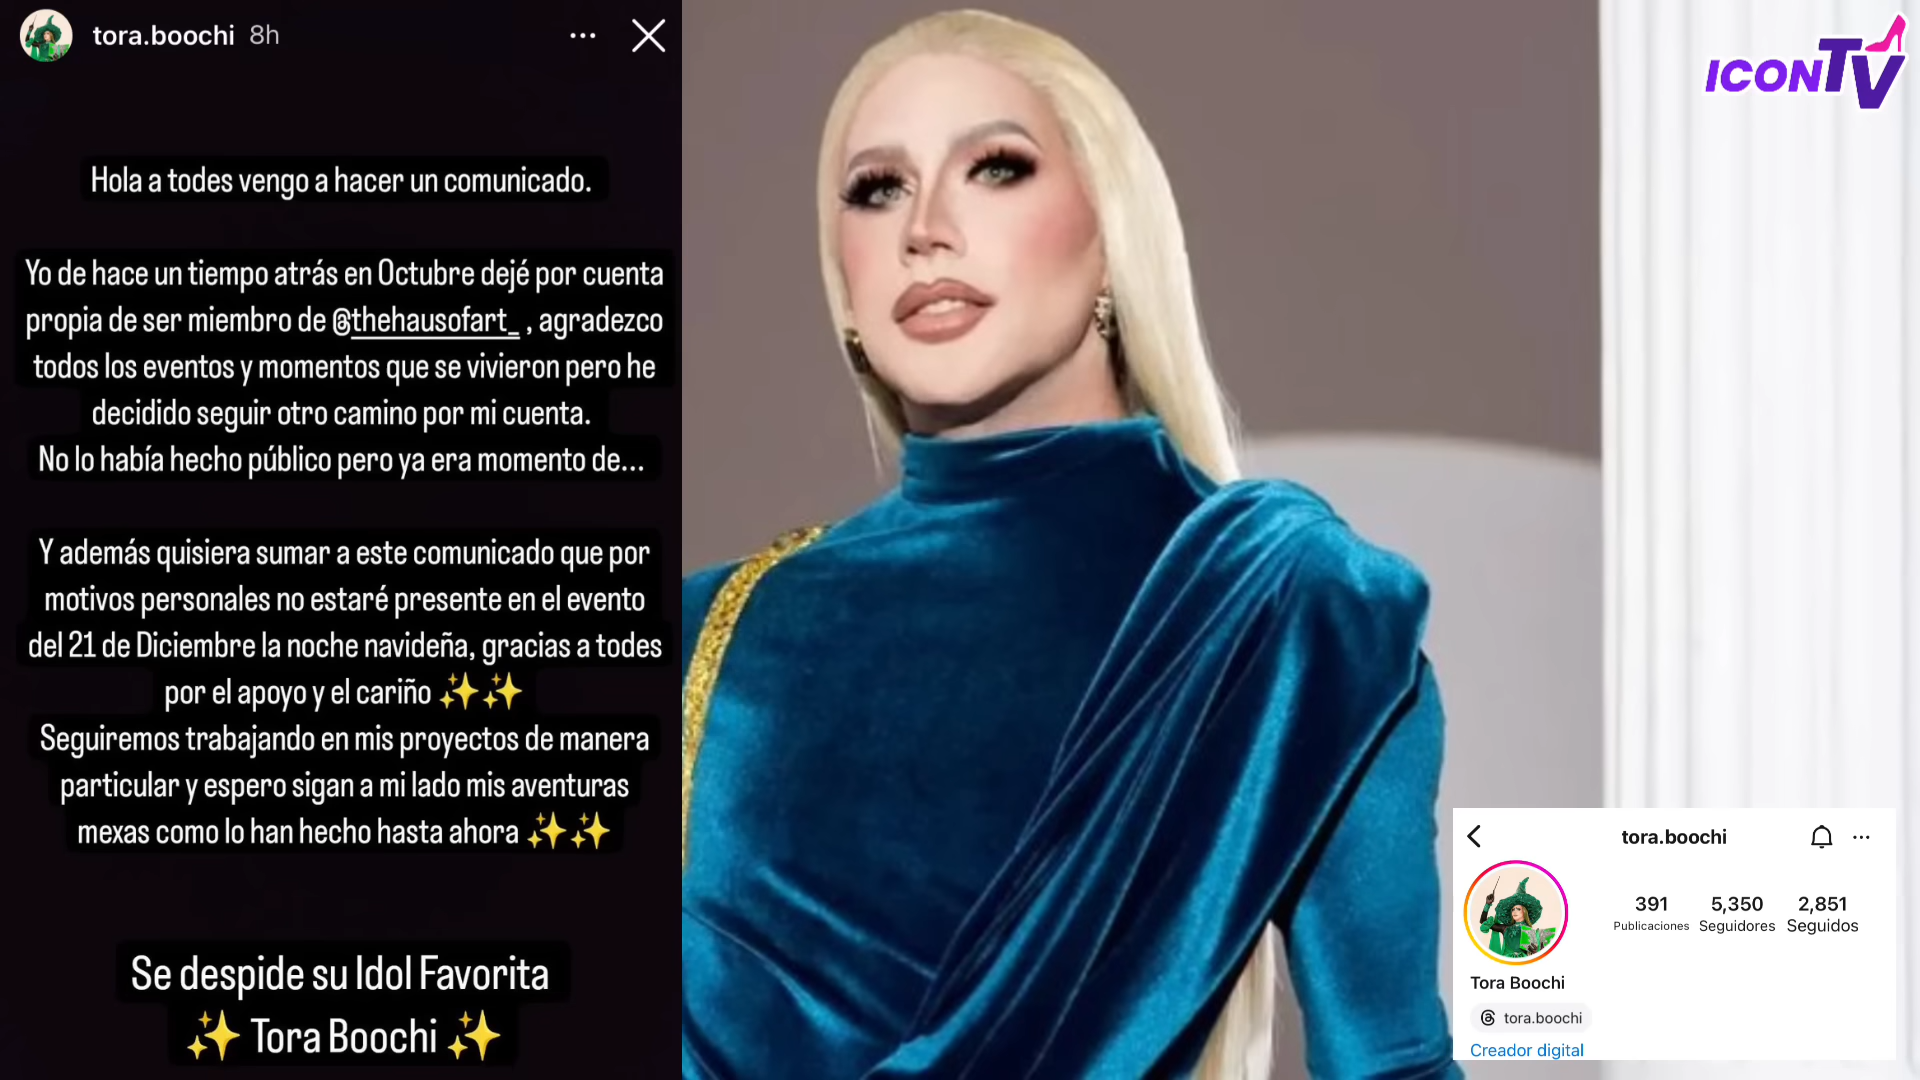 tora.boochi 8h
Hola a todes vengo a hacer un comunicado.
Yo de hace un tiempo atrás en Octubre dejé por cuenta
propia de ser miembro de @thehausofart_ , agradezco
todos los eventos y momentos que se vivieron pero he
decidido seguir otro camino por mi cuenta.
No lo había hecho público pero ya era momento de...
Y además quisiera sumar a este comunicado que por
motivos personales no estaré presente en el evento
del 21 de Diciembre la noche navideña, gracias a todes
por el apoyo y el cariño ✨✨
Seguiremos trabajando en mis proyectos de manera
particular y espero sigan a mi lado mis aventuras
mexas como lo han hecho hasta ahora ✨✨
Se despide su Idol Favorita
✨ Tora Boochi ✨
ICONTV
tora.boochi
391 5,350 2,851
Publicaciones Seguidores Seguidos
Tora Boochi
tora.boochi
Creador digital